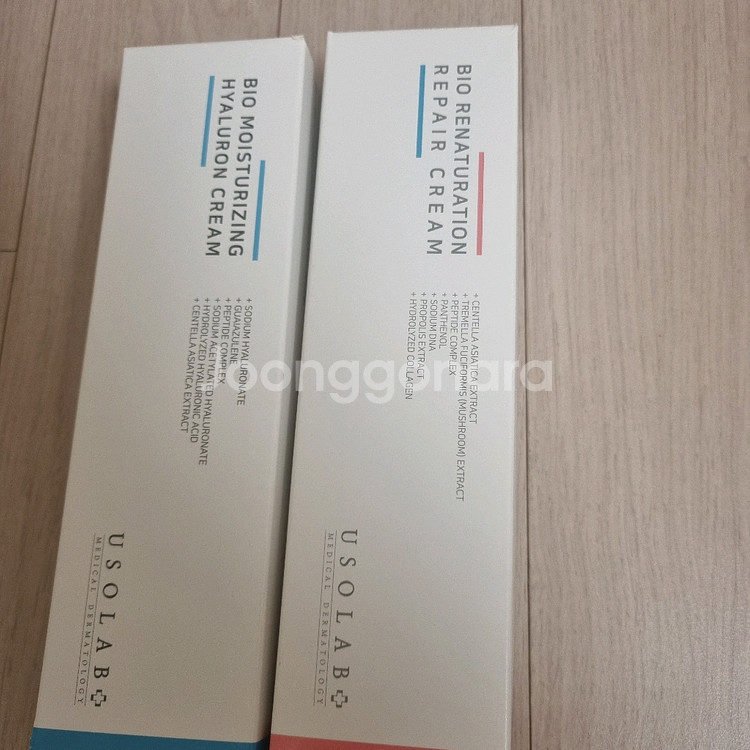 BIO MOISTURIZING
HYALURON CREAM
+ SODIUM HYALURONATE
+ GUAIAZULENE
+ PEPTIDE COMPLEX
+ SODIUM ACETYLATED HYALURONATE
+ HYDROLYZED HYALURONIC ACID
+ CENTELLA ASIATICA EXTRACT
USOLAB
MEDICAL DERMATOLOGY
BIO RENATURATION
REPAIR CREAM
+ CENTELLA ASIATICA EXTRACT
+ TREMELLA FUCIFORMIS (MUSHROOM) EXTRACT
+ PEPTIDE COMPLEX
+ PANTHENOL
+ SODIUM DNA
+ PROPOLIS EXTRACT
+ HYDROLYZED COLLAGEN
USOLAB
MEDICAL DERMATOLOGY
joonggonara